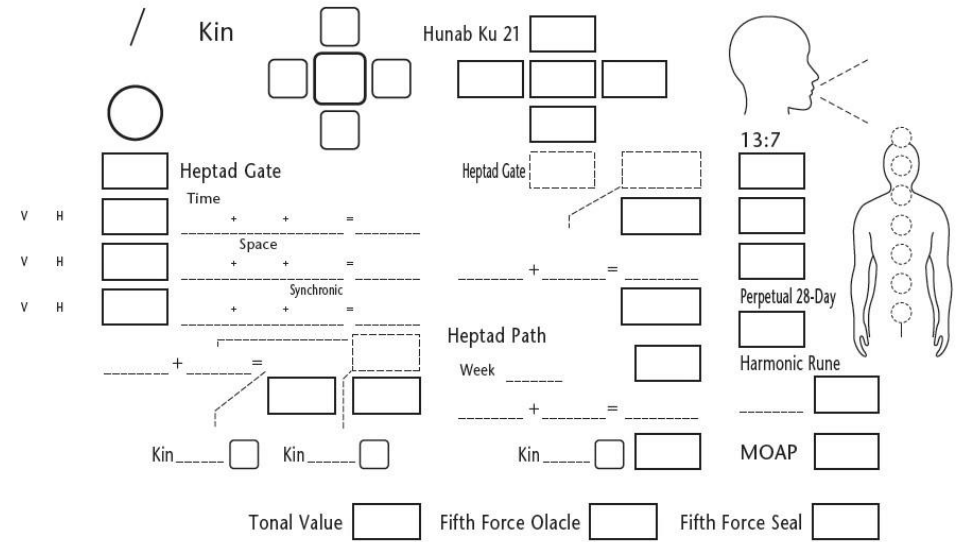 / Kin
Hunab Ku 21
13:7
Heptad Gate
Heptad Gate
Time
V H
+ + =
Space
V H
+ + =
+ =
Synchronic
V H
+ + =
Perpetual 28-Day
Heptad Path
+ =
Week
Harmonic Rune
+ =
Kin
Kin
Kin
MOAP
Tonal Value
Fifth Force Olacle
Fifth Force Seal